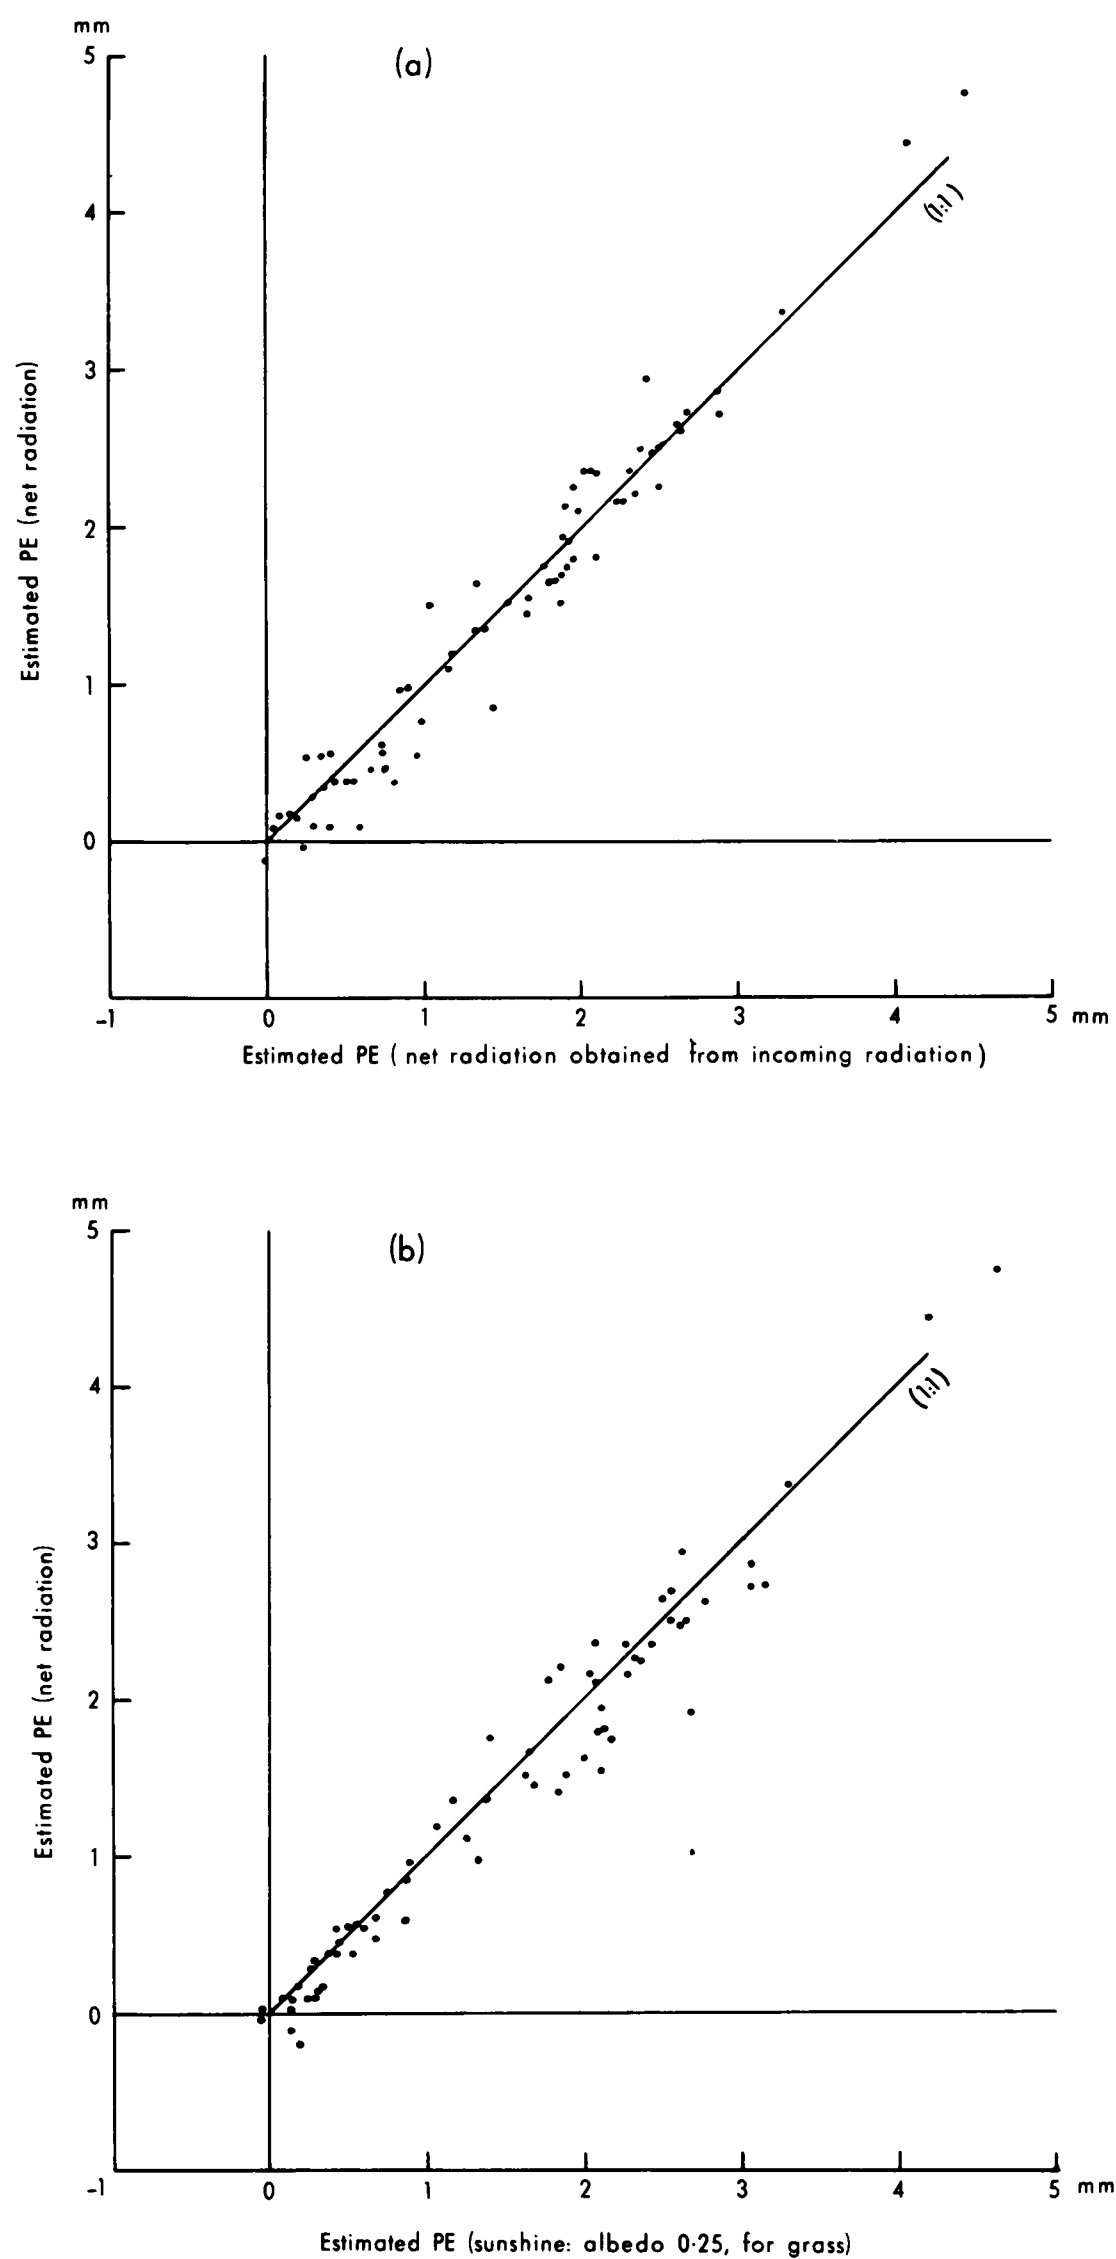 mm
(a)
5
4
3
2
1
0
Estimated PE (net radiation)
(1:1)
-1 0 1 2 3 4 5 mm
Estimated PE ( net radiation obtained from incoming radiation)
mm
(b)
5
4
3
2
1
0
Estimated PE (net radiation)
(1:1)
-1 0 1 2 3 4 5 mm
Estimated PE (sunshine: albedo 0·25, for grass)